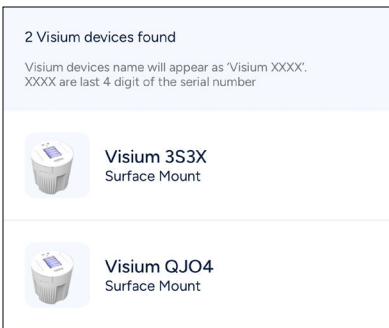 2 Visium devices found
Visium devices name will appear as ‘Visium XXXX’.
XXXX are last 4 digit of the serial number
Visium 3S3X
Surface Mount
Visium QJO4
Surface Mount